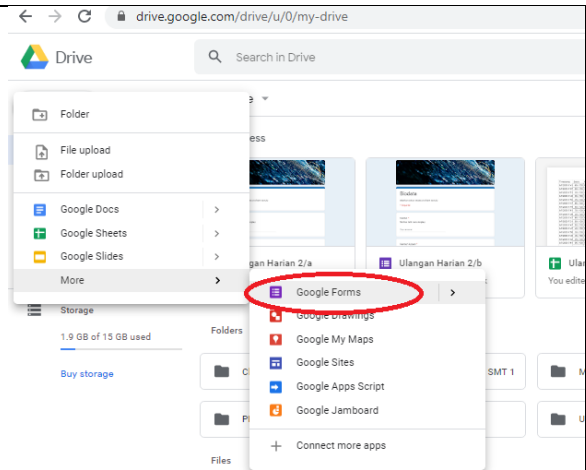 drive.google.com/drive/u/0/my-drive
Drive
Search in Drive
Folder
File upload
Folder upload
Google Docs
Google Sheets
Google Slides
More
ngan Harian 2/a
Ulangan Harian 2/b
Ulan
You edite
Google Forms
Google Drawings
Google My Maps
Google Sites
Google Apps Script
Google Jamboard
Connect more apps
Storage
1.9 GB of 15 GB used
Buy storage
Folders
SMT 1
Files